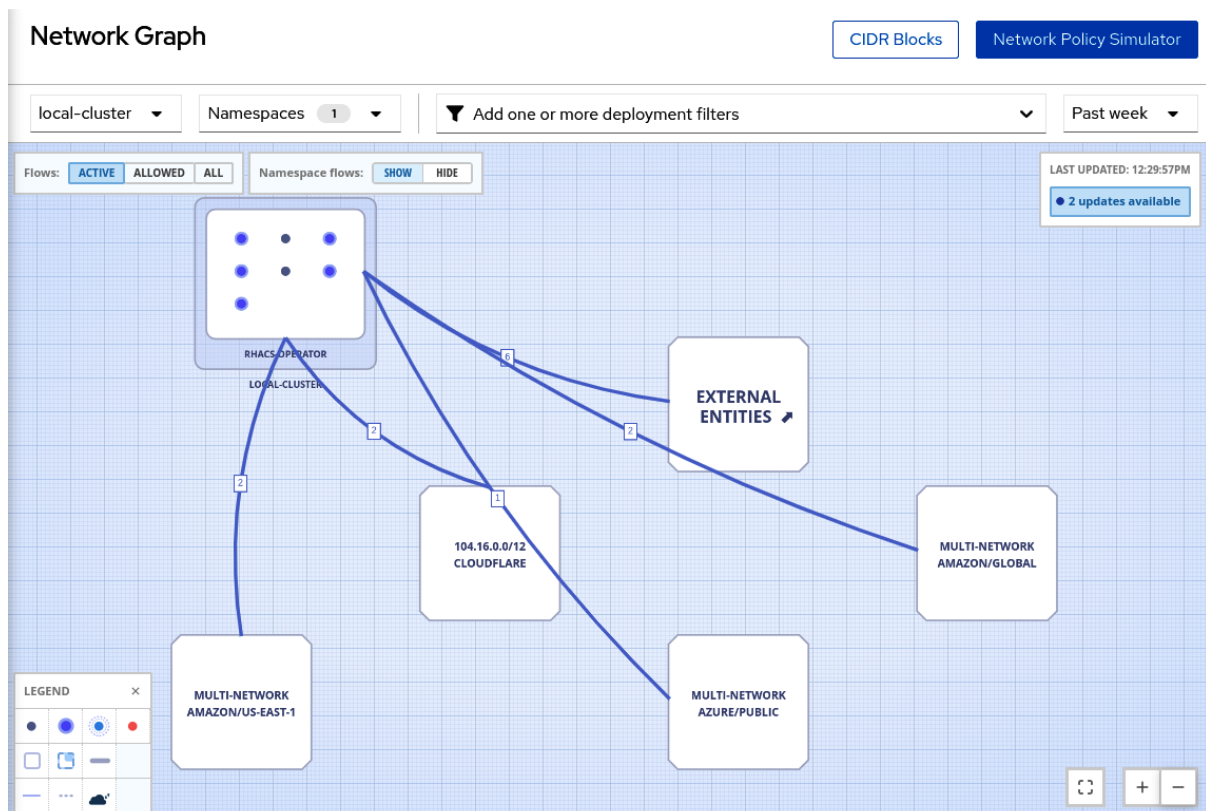 Network Graph
CIDR Blocks
Network Policy Simulator
local-cluster
Namespaces 1
Add one or more deployment filters
Past week
Flows: ACTIVE ALLOWED ALL
Namespace flows: SHOW HIDE
LAST UPDATED: 12:29:57PM
2 updates available
RHACS-OPERATOR
LOCAL-CLUSTER
6
EXTERNAL
ENTITIES
2
2
2
1
104.16.0.0/12
CLOUDFLARE
MULTI-NETWORK
AMAZON/GLOBAL
MULTI-NETWORK
AMAZON/US-EAST-1
MULTI-NETWORK
AZURE/PUBLIC
LEGEND